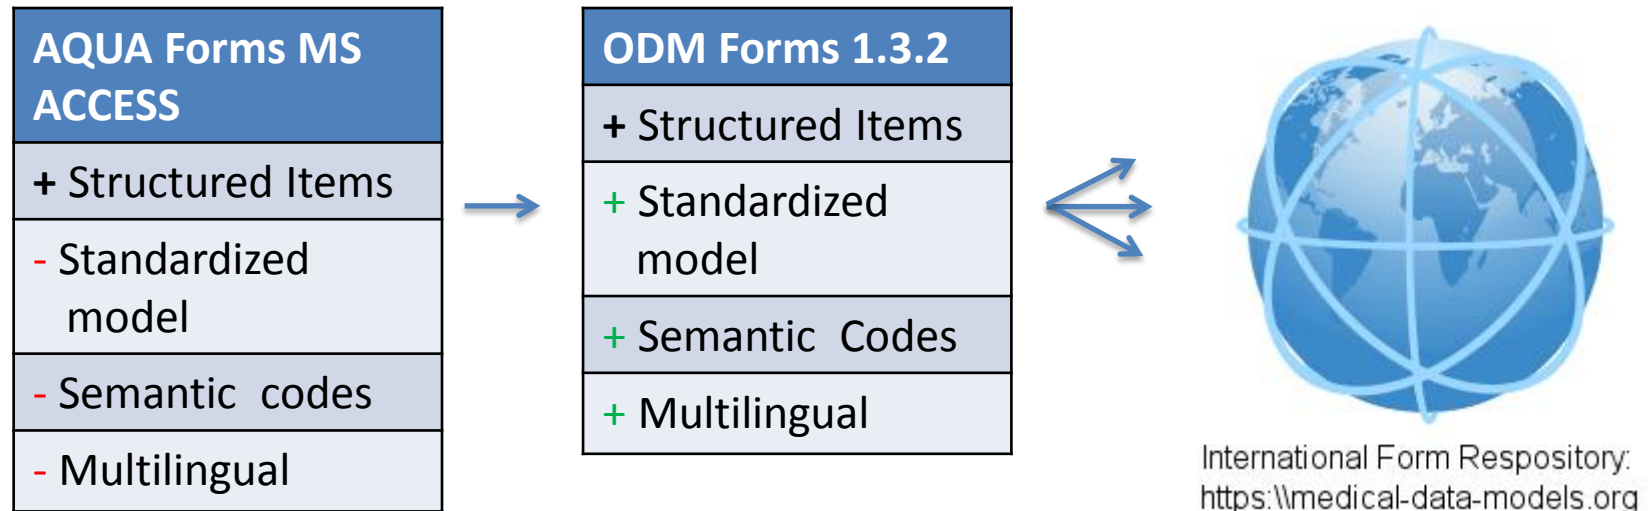 AQUA Forms MS
ACCESS
+ Structured Items
- Standardized
model
- Semantic codes
- Multilingual
ODM Forms 1.3.2
+ Structured Items
+ Standardized
model
+ Semantic Codes
+ Multilingual
International Form Respository:
https:\\medical-data-models.org